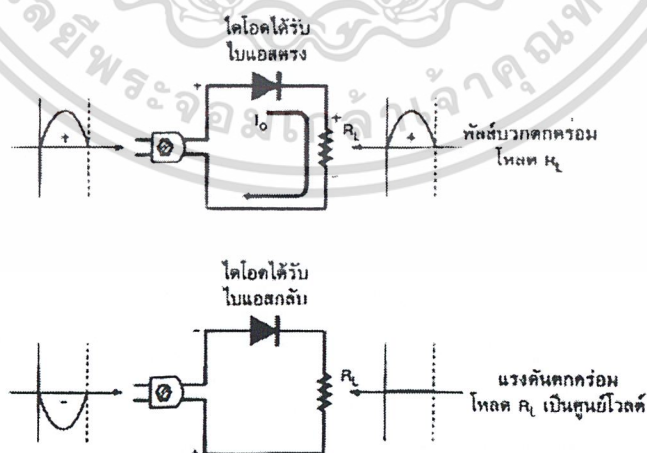 ไดโอดได้รับ
ไบแอสตรง
+
+
I₀
+
R_L
-
+
พัลส์บวกตกคร่อม
โหลด R_L
ไดโอดได้รับ
ไบแอสกลับ
-
-
R_L
+
แรงดันตกคร่อม
โหลด R_L เป็นศูนย์โวลต์